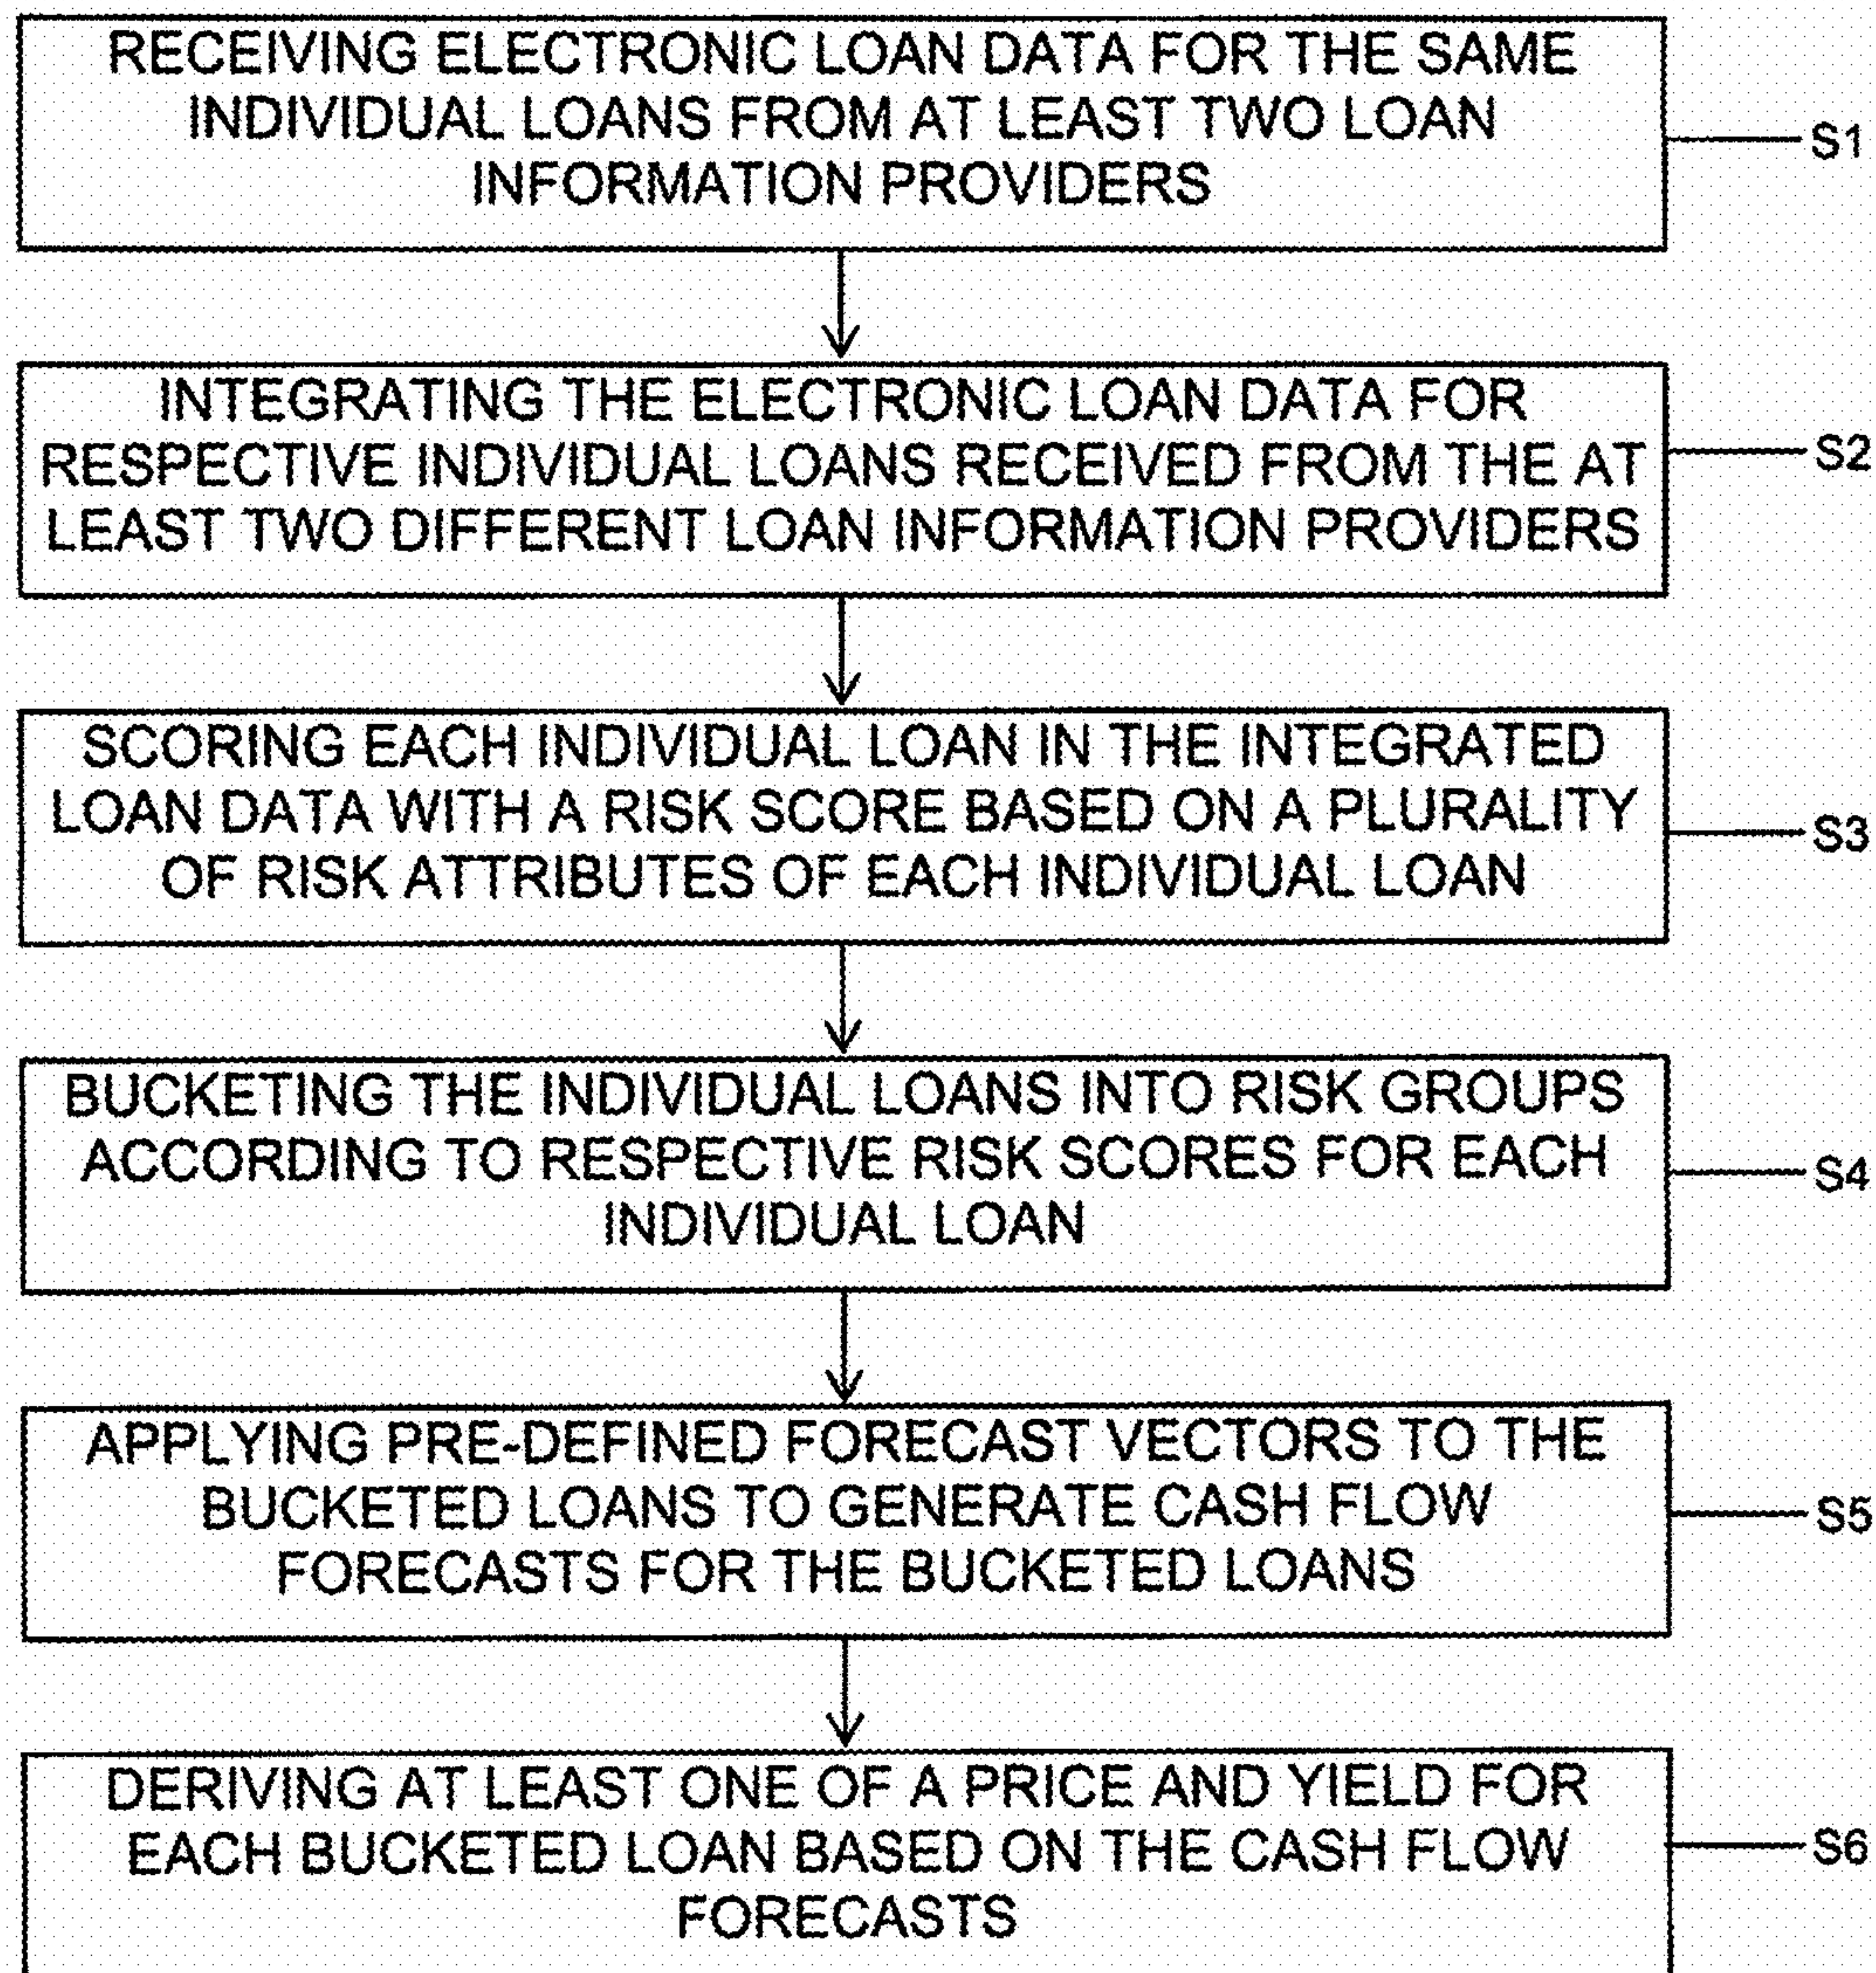 RECEIVING ELECTRONIC LOAN DATA FOR THE SAME
INDIVIDUAL LOANS FROM AT LEAST TWO LOAN
INFORMATION PROVIDERS
S1
INTEGRATING THE ELECTRONIC LOAN DATA FOR
RESPECTIVE INDIVIDUAL LOANS RECEIVED FROM THE AT
LEAST TWO DIFFERENT LOAN INFORMATION PROVIDERS
S2
SCORING EACH INDIVIDUAL LOAN IN THE INTEGRATED
LOAN DATA WITH A RISK SCORE BASED ON A PLURALITY
OF RISK ATTRIBUTES OF EACH INDIVIDUAL LOAN
S3
BUCKETING THE INDIVIDUAL LOANS INTO RISK GROUPS
ACCORDING TO RESPECTIVE RISK SCORES FOR EACH
INDIVIDUAL LOAN
S4
APPLYING PRE-DEFINED FORECAST VECTORS TO THE
BUCKETED LOANS TO GENERATE CASH FLOW
FORECASTS FOR THE BUCKETED LOANS
S5
DERIVING AT LEAST ONE OF A PRICE AND YIELD FOR
EACH BUCKETED LOAN BASED ON THE CASH FLOW
FORECASTS
S6